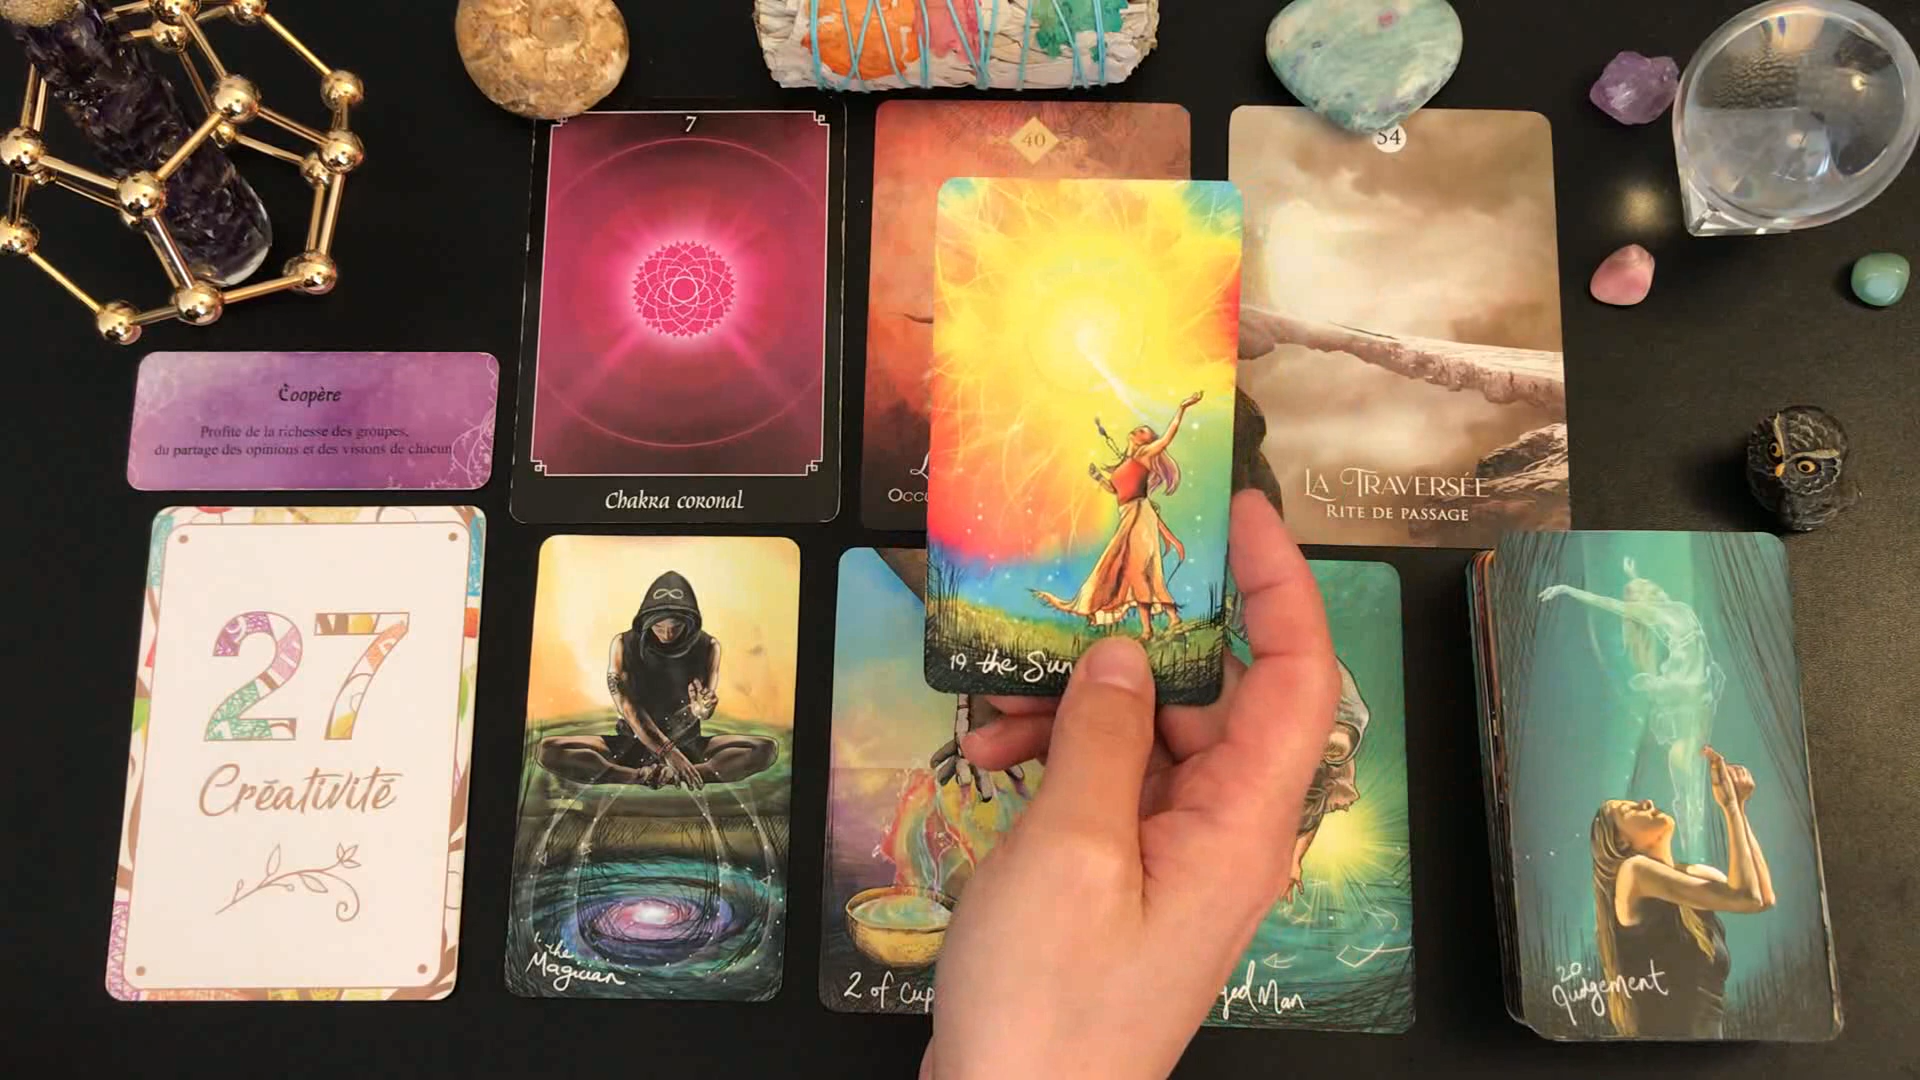 7
40
54
Coopère
Profite de la richesse des groupes,
du partage des opinions et des visions de chacun
Chakra coronal
LA TRAVERSÉE
RITE DE PASSAGE
19 the Sun
27
Créativité
1. the
Magician
2 of cup
ged Man
20
Judgement